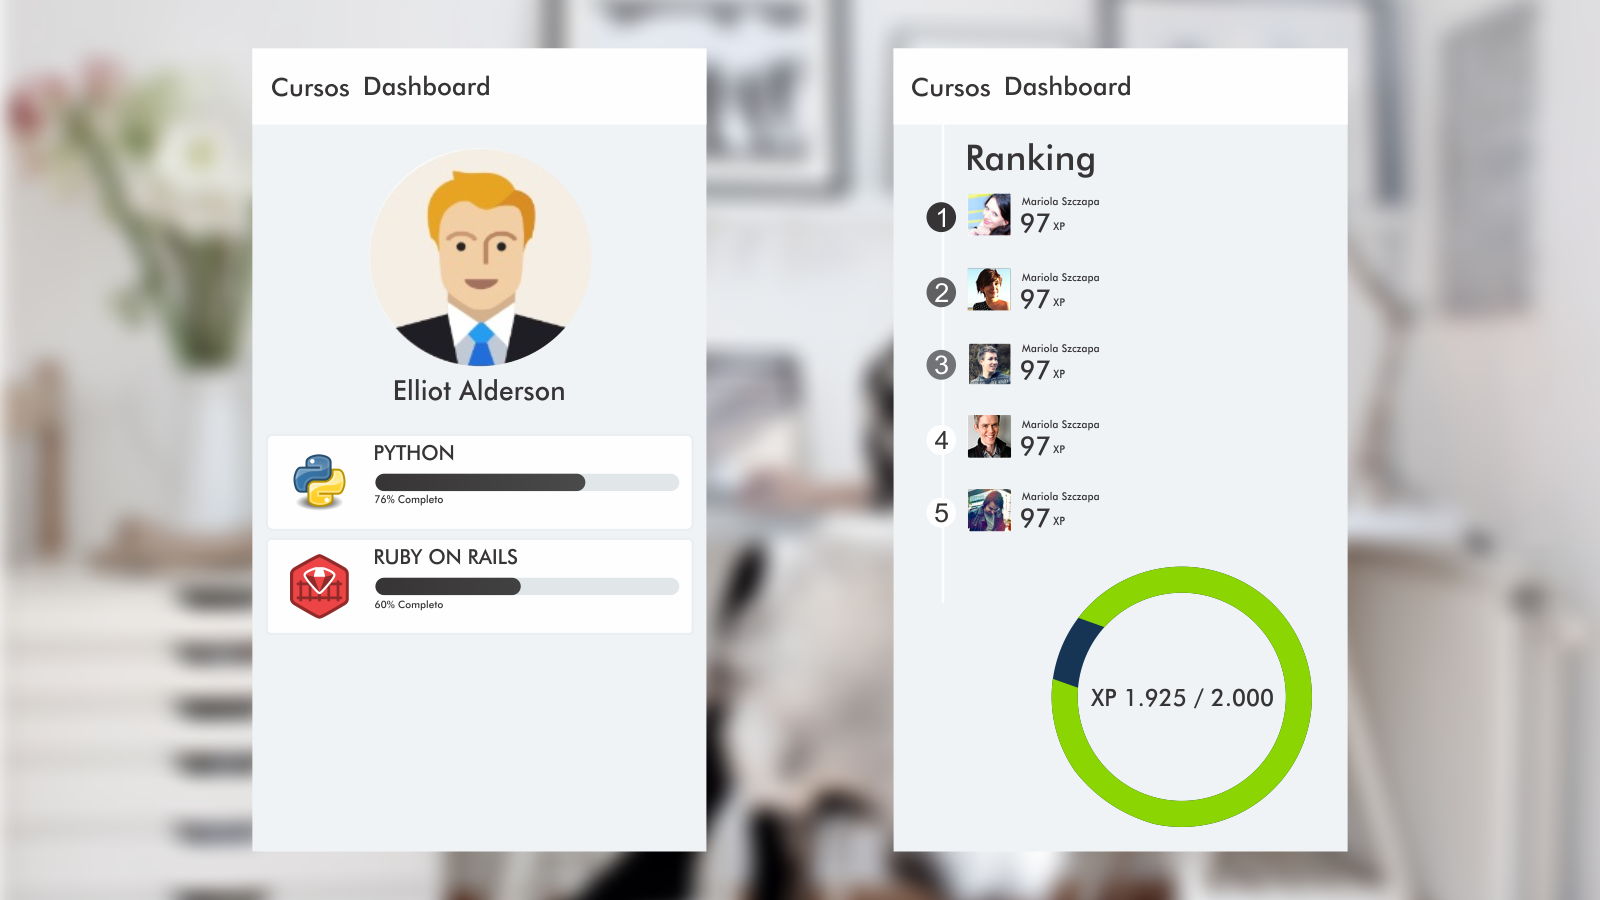 Cursos Dashboard
Elliot Alderson
PYTHON
76% Completo
RUBY ON RAILS
60% Completo
Cursos Dashboard
Ranking
1
Mariola Szczapa
97 XP
2
Mariola Szczapa
97 XP
3
Mariola Szczapa
97 XP
4
Mariola Szczapa
97 XP
5
Mariola Szczapa
97 XP
XP 1.925 / 2.000